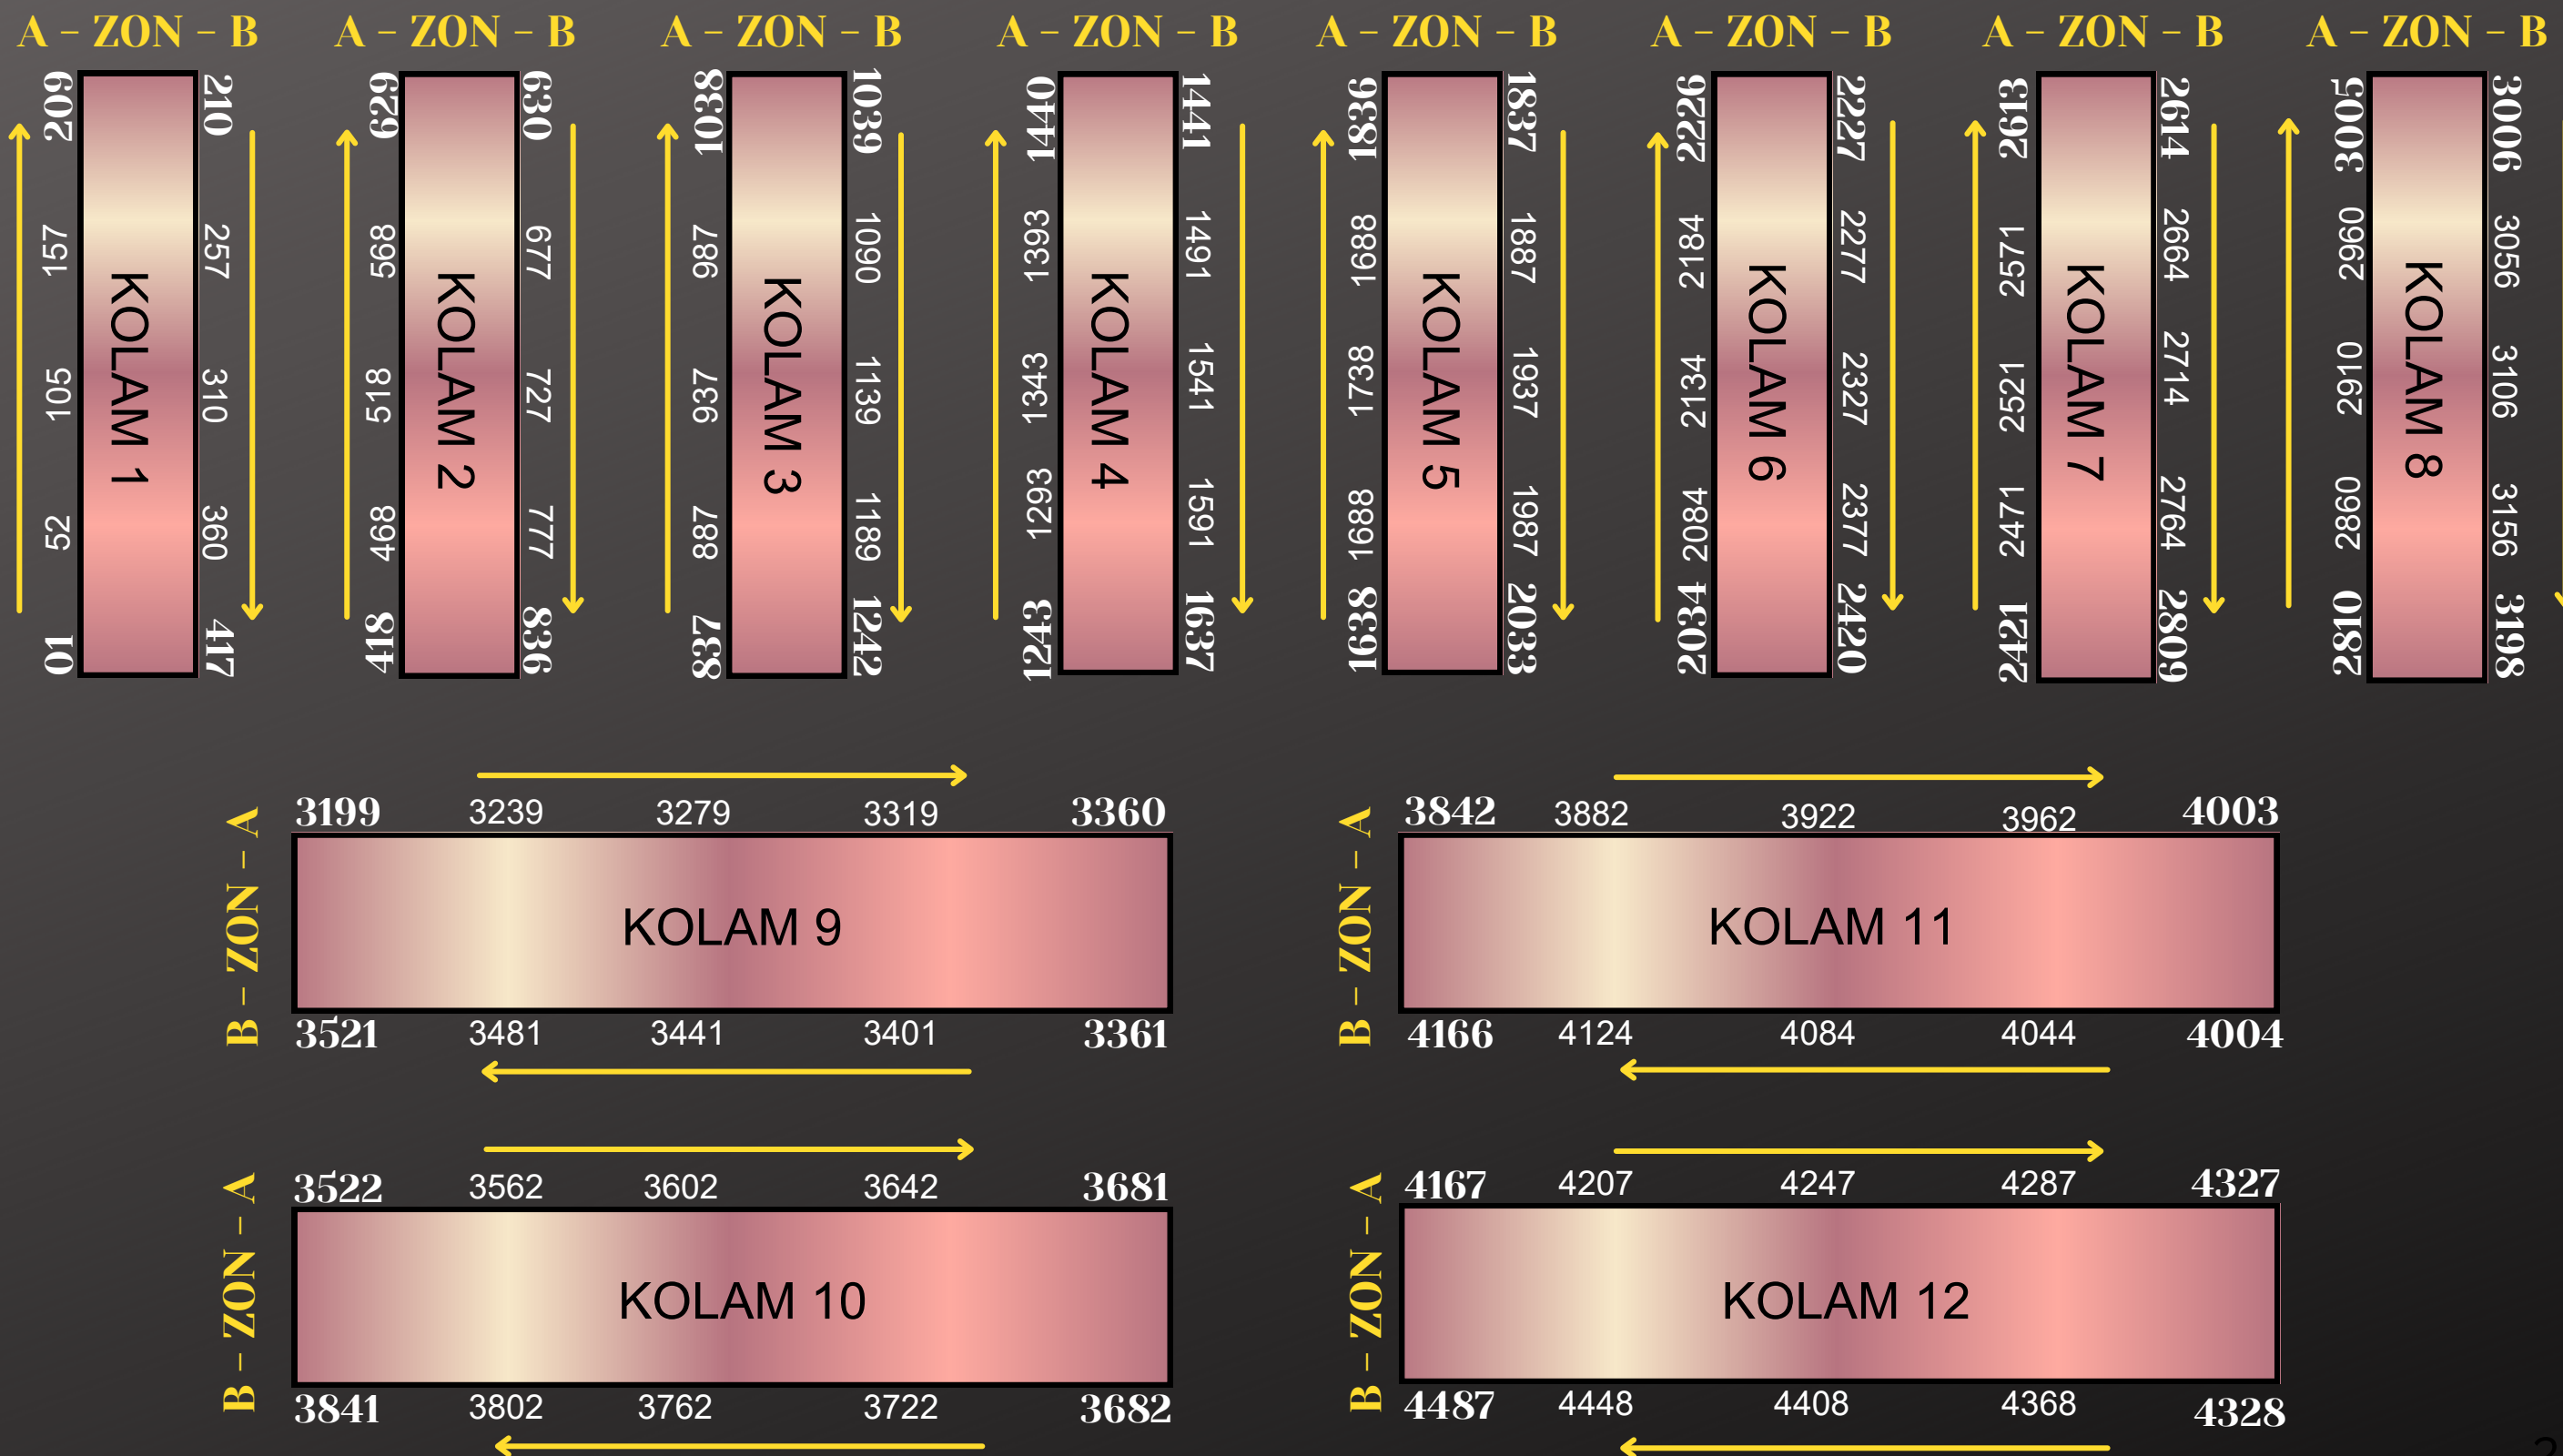 A – ZON – B
A – ZON – B
A – ZON – B
A – ZON – B
A – ZON – B
A – ZON – B
A – ZON – B
A – ZON – B
01 52 105 157 209
KOLAM 1
210 257 310 360 417
418 468 518 568 629
KOLAM 2
630 677 727 777 836
837 887 937 987 1038
KOLAM 3
1039 1090 1139 1189 1242
1243 1293 1343 1393 1440
KOLAM 4
1441 1491 1541 1591 1637
1638 1688 1738 1988 1836
KOLAM 5
1837 1887 1937 1987 2033
2034 2084 2134 2184 2226
KOLAM 6
2227 2277 2327 2377 2420
2421 2471 2521 2571 2613
KOLAM 7
2614 2664 2714 2764 2809
2810 2860 2910 2960 3005
KOLAM 8
3006 3056 3106 3156 3198
B – ZON – A
3199 3239 3279 3319 3360
KOLAM 9
3521 3481 3441 3401 3361
B – ZON – A
3842 3882 3922 3962 4003
KOLAM 11
4166 4124 4084 4044 4004
B – ZON – A
3522 3562 3602 3642 3681
KOLAM 10
3841 3802 3762 3722 3682
B – ZON – A
4167 4207 4247 4287 4327
KOLAM 12
4487 4448 4408 4368 4328